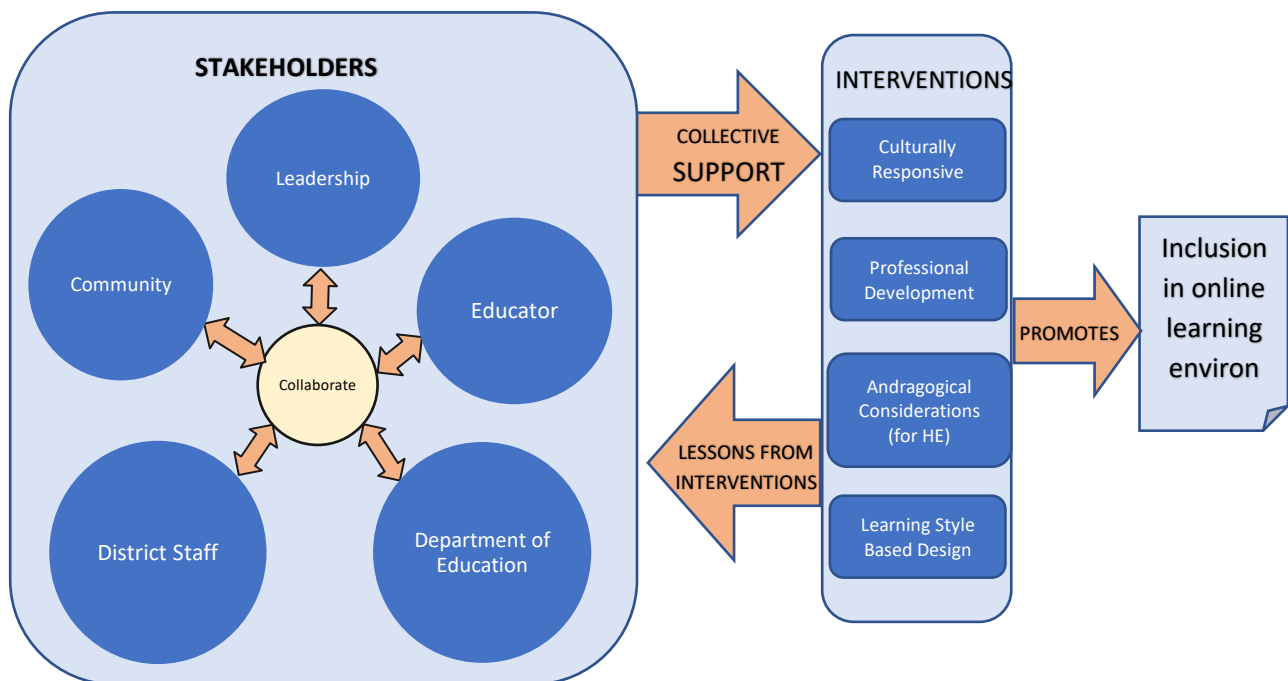 STAKEHOLDERS
Leadership
Community
Educator
Collaborate
District Staff
Department of
Education
COLLECTIVE
SUPPORT
LESSONS FROM
INTERVENTIONS
INTERVENTIONS
Culturally
Responsive
Professional
Development
Andragogical
Considerations
(for HE)
Learning Style
Based Design
PROMOTES
Inclusion
in online
learning
environ